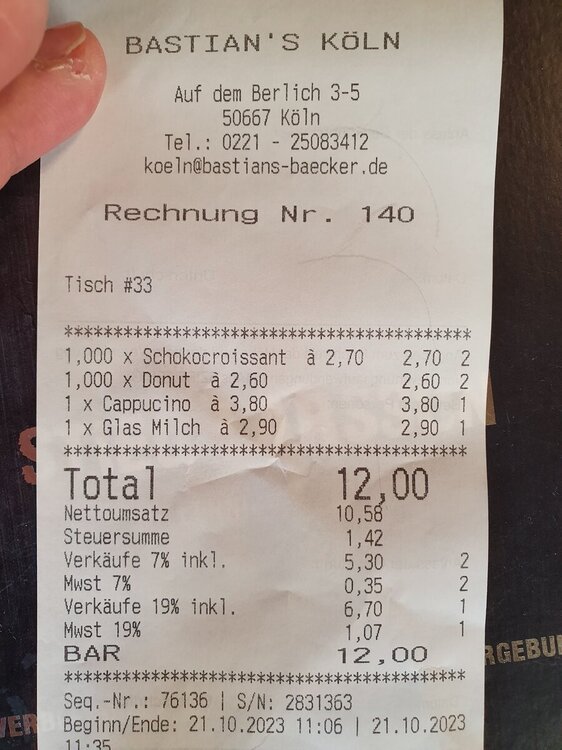 BASTIAN'S KÖLN
Auf dem Berlich 3-5
50667 Köln
Tel.: 0221 - 25083412
koeln@bastians-baecker.de
Rechnung Nr. 140
Tisch #33
******************************************
1,000 x Schokocroissant à 2,70 2,70 2
1,000 x Donut à 2,60 2,60 2
1 x Cappucino à 3,80 3,80 1
1 x Glas Milch à 2,90 2,90 1
******************************************
Total 12,00
Nettoumsatz 10,58
Steuersumme 1,42
Verkäufe 7% inkl. 5,30 2
Mwst 7% 0,35 2
Verkäufe 19% inkl. 6,70 1
Mwst 19% 1,07 1
BAR 12,00
******************************************
Seq.-Nr.: 76136 | S/N: 2831363
Beginn/Ende: 21.10.2023 11:06 | 21.10.2023
11:35